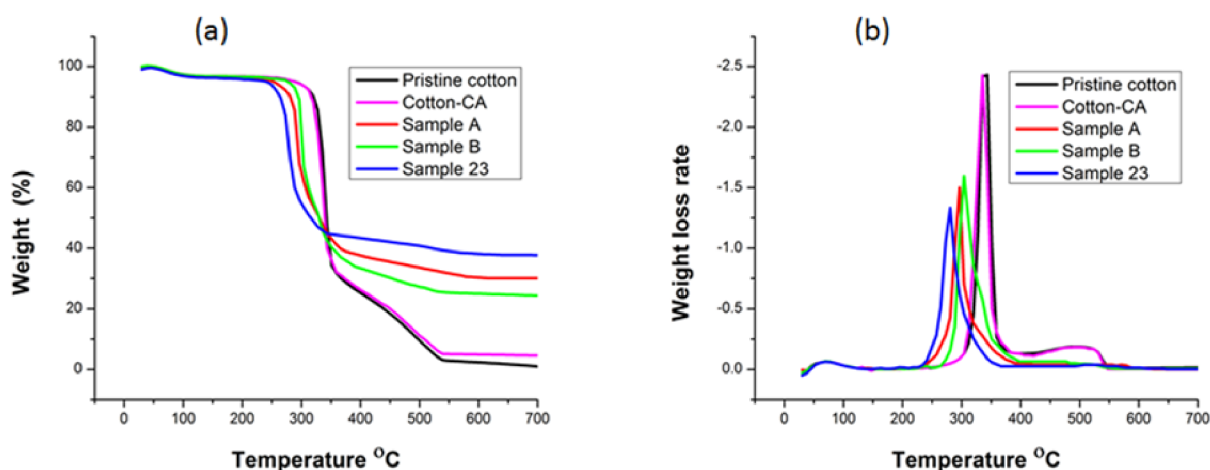 (a)
Weight (%)
100
80
60
40
20
0
Pristine cotton
Cotton-CA
Sample A
Sample B
Sample 23
0 100 200 300 400 500 600 700
Temperature ᴼC
(b)
Weight loss rate
-2.5
-2.0
-1.5
-1.0
-0.5
0.0
Pristine cotton
Cotton-CA
Sample A
Sample B
Sample 23
0 100 200 300 400 500 600 700
Temperature ᴼC